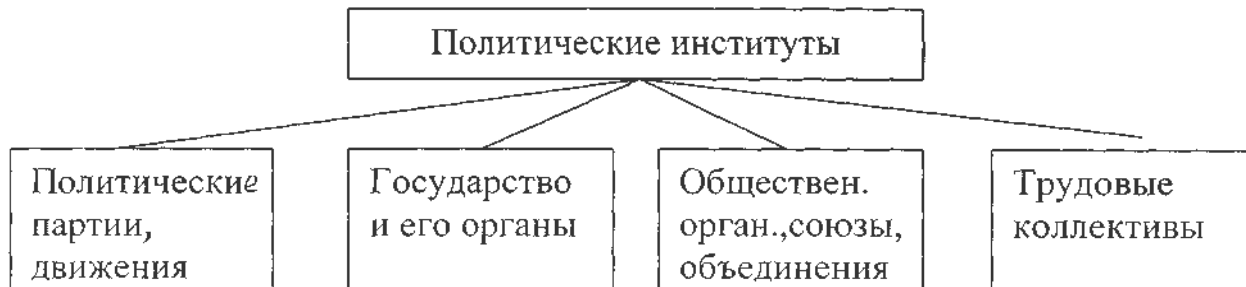 Политические институты
Политические
партии,
движения
Государство
и его органы
Обществен.
орган.,союзы,
объединения
Трудовые
коллективы